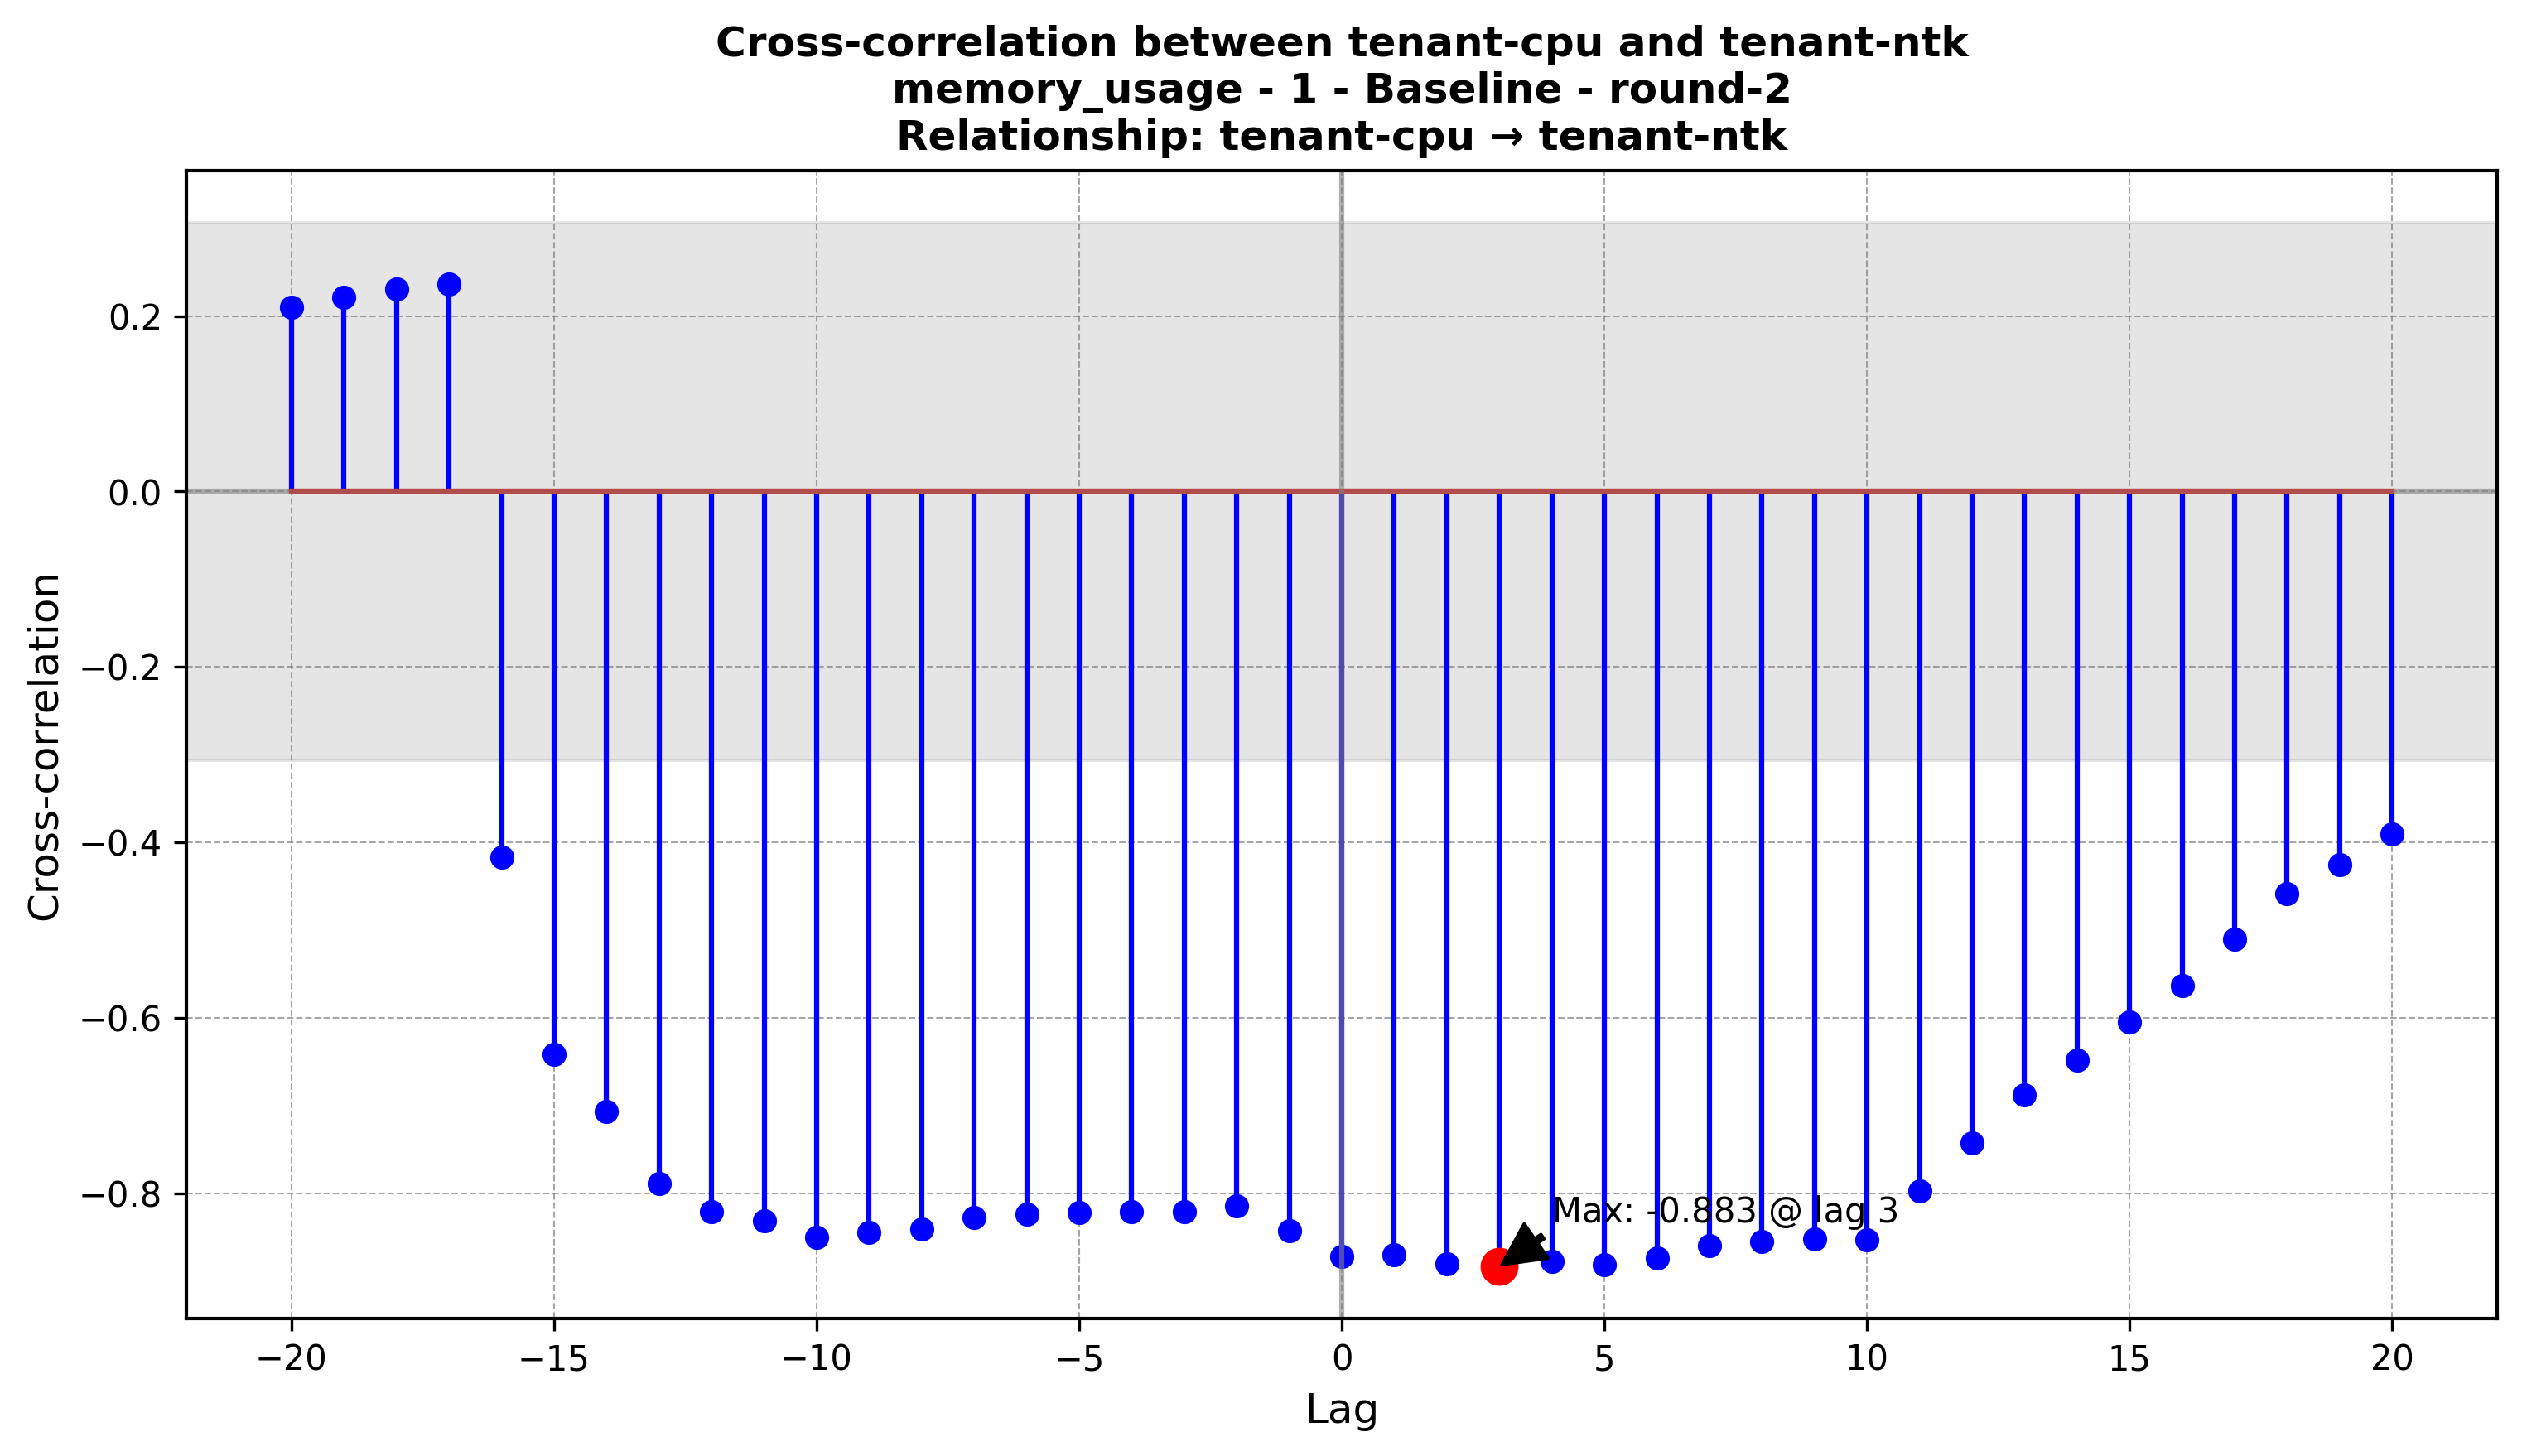 Cross-correlation between tenant-cpu and tenant-ntk
memory_usage - 1 - Baseline - round-2
Relationship: tenant-cpu → tenant-ntk
Cross-correlation
0.2
0.0
−0.2
−0.4
−0.6
−0.8
Max: -0.883 @ lag 3
−20
−15
−10
−5
0
5
10
15
20
Lag